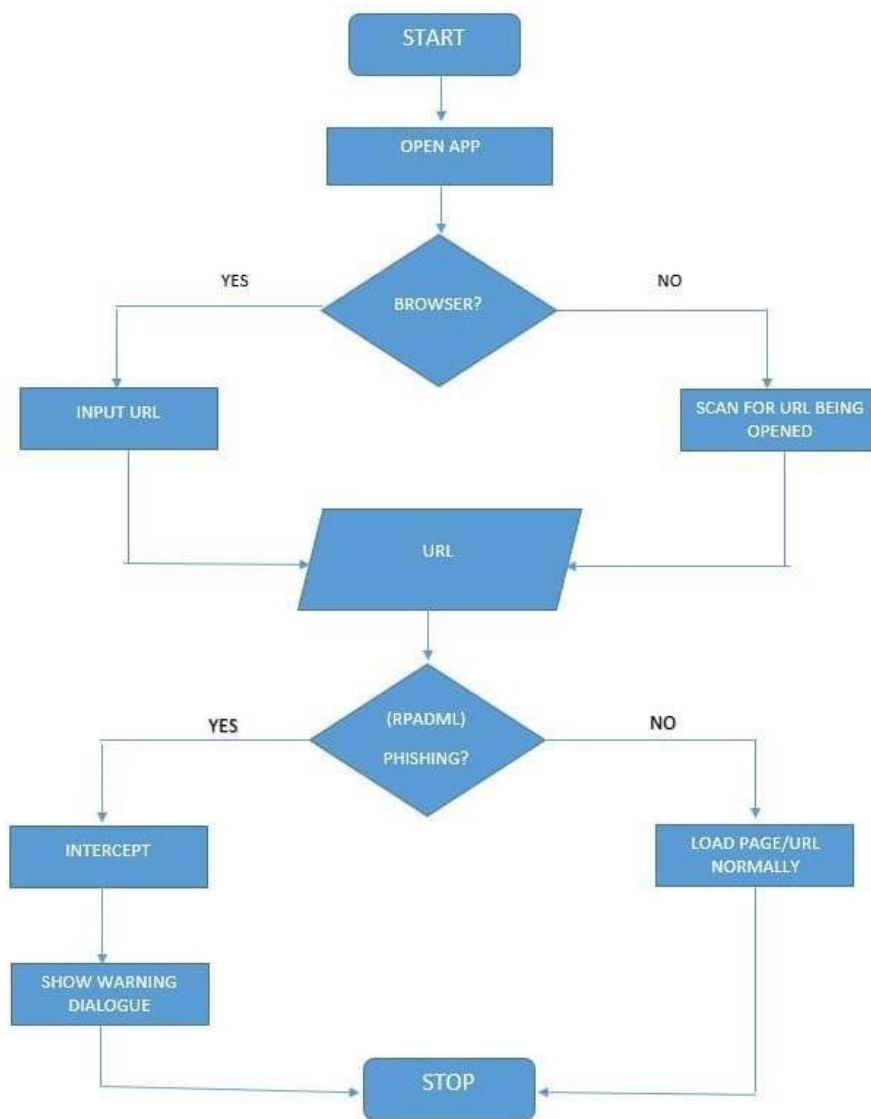 START
OPEN APP
YES
NO
BROWSER?
INPUT URL
SCAN FOR URL BEING
OPENED
URL
YES
(RPADML)
NO
PHISHING?
INTERCEPT
LOAD PAGE/URL
NORMALLY
SHOW WARNING
DIALOGUE
STOP